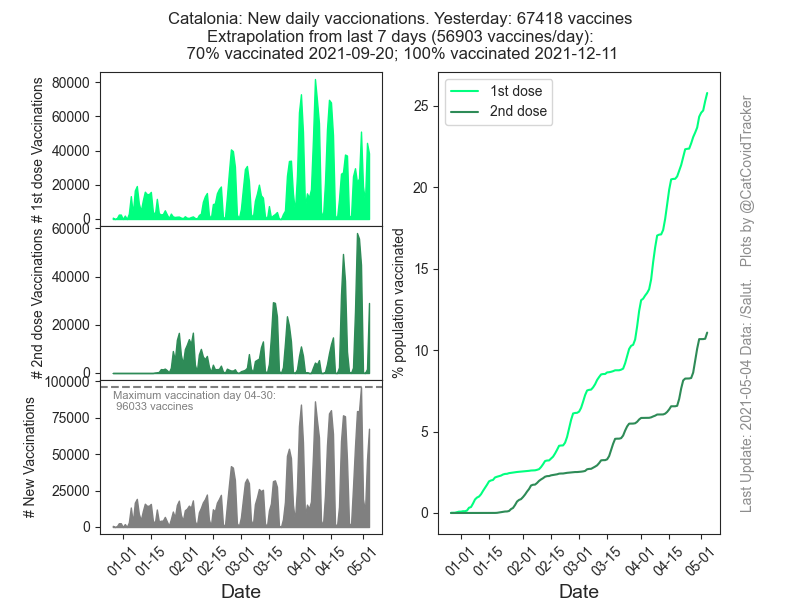 Catalonia: New daily vaccionations. Yesterday: 67418 vaccines
Extrapolation from last 7 days (56903 vaccines/day):
70% vaccinated 2021-09-20; 100% vaccinated 2021-12-11
# 1st dose Vaccinations
80000
60000
40000
20000
0
# 2nd dose Vaccinations
60000
40000
20000
0
# New Vaccinations
100000
75000
50000
25000
0
Maximum vaccination day 04-30:
96033 vaccines
01-01
01-15
02-01
02-15
03-01
03-15
04-01
04-15
05-01
Date
% population vaccinated
25
20
15
10
5
0
1st dose
2nd dose
01-01
01-15
02-01
02-15
03-01
03-15
04-01
04-15
05-01
Date
Last Update: 2021-05-04 Data: /Salut. Plots by @CatCovidTracker